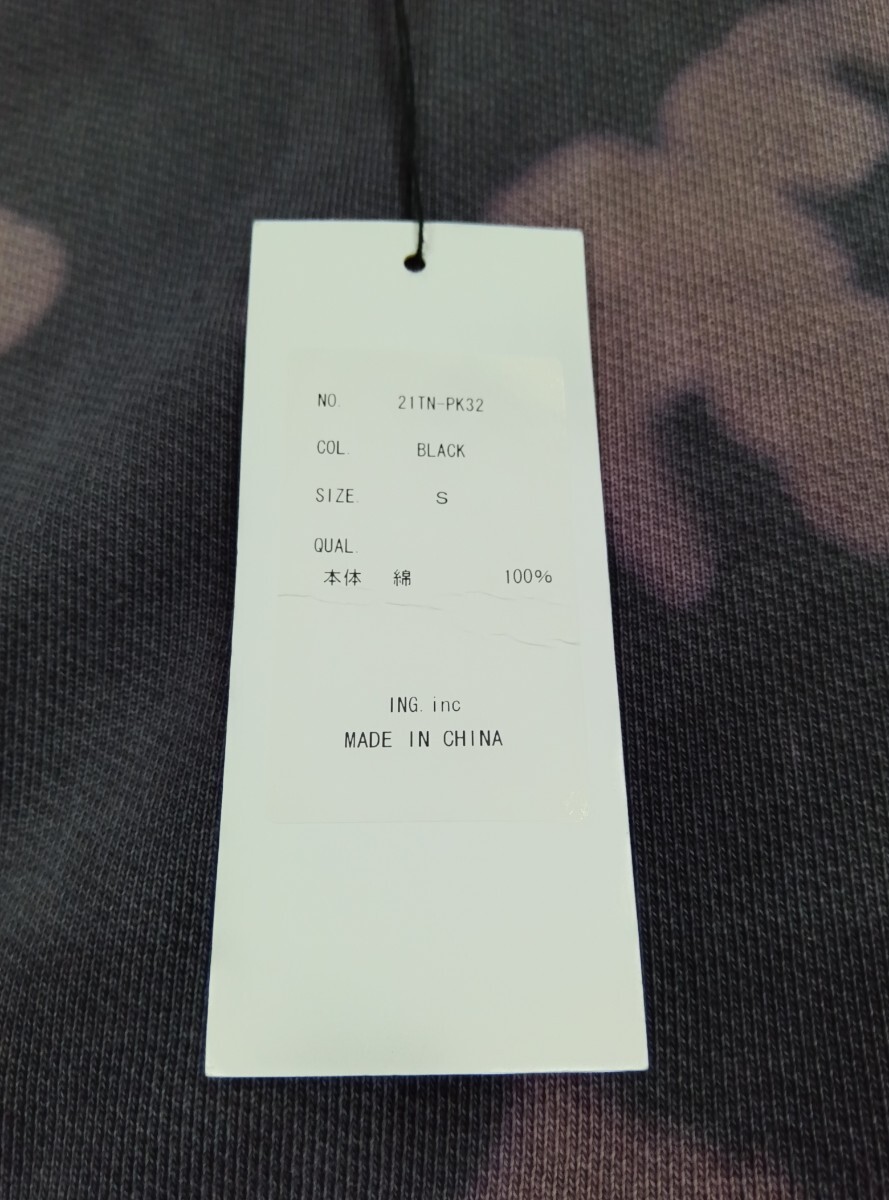 NO. 21TN-PK32
COL. BLACK
SIZE. S
QUAL.
本体 綿 100%
ING. inc
MADE IN CHINA